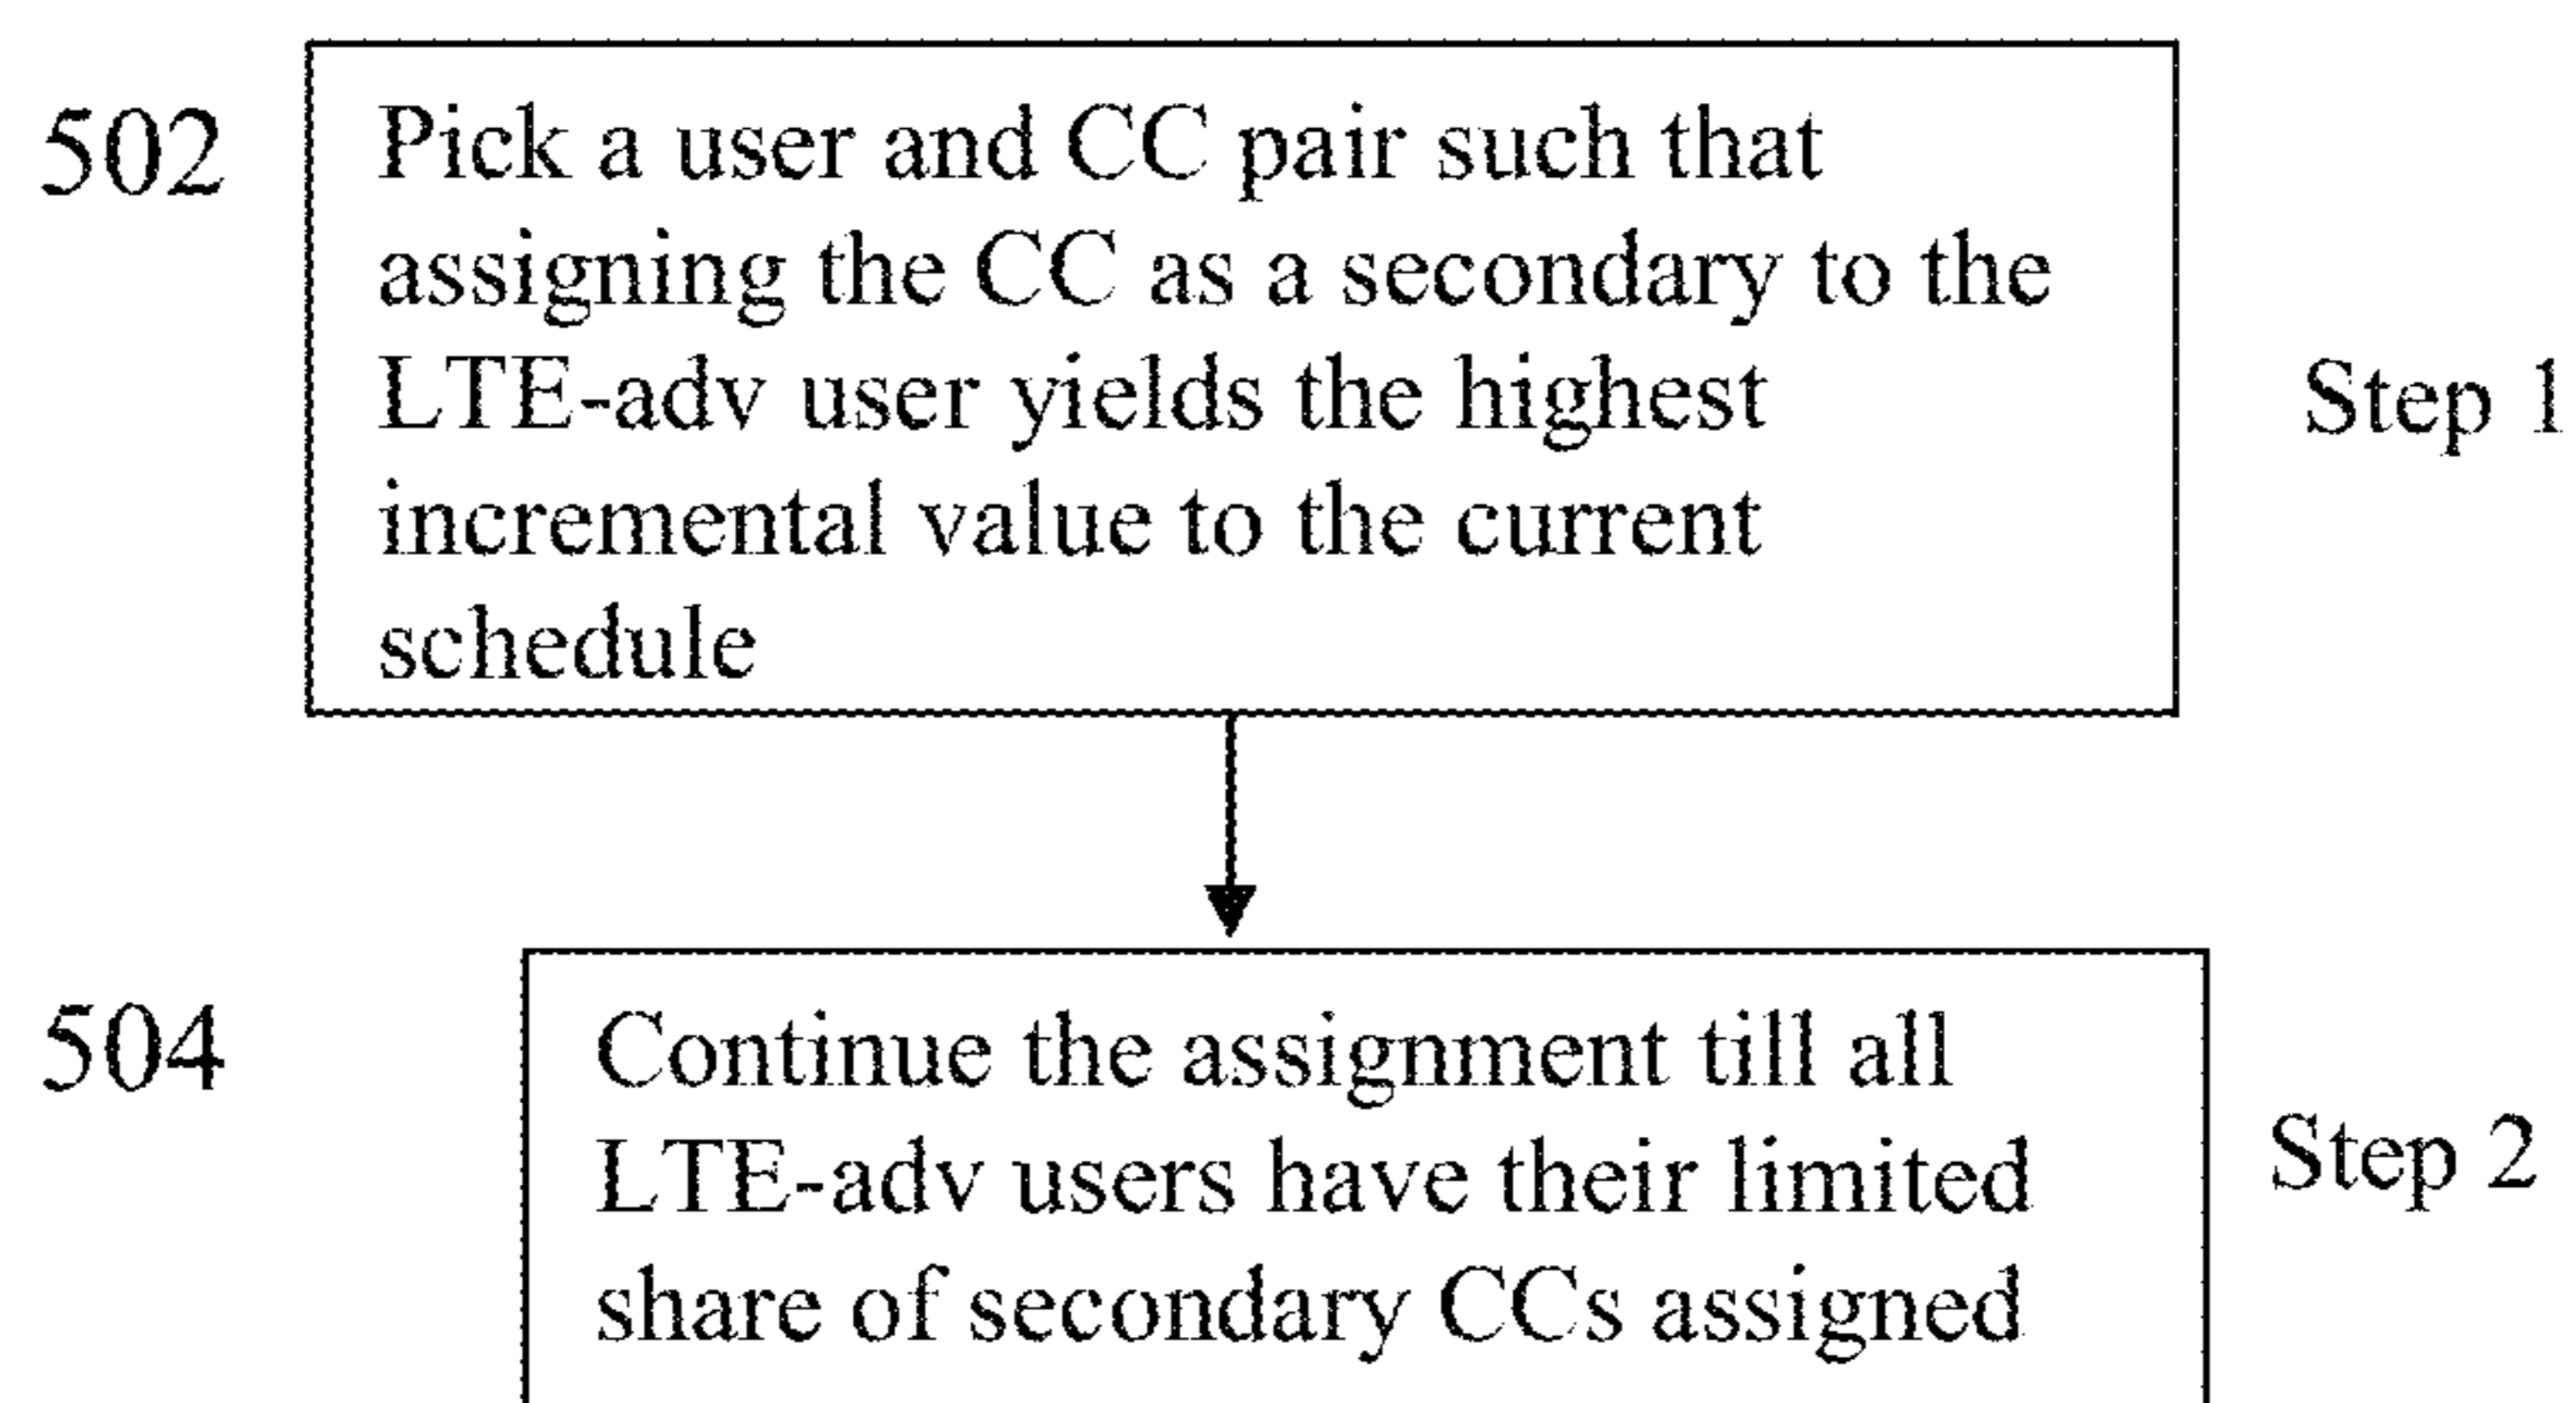 502
Pick a user and CC pair such that
assigning the CC as a secondary to the
LTE-adv user yields the highest
incremental value to the current
schedule
Step 1
504
Continue the assignment till all
LTE-adv users have their limited
share of secondary CCs assigned
Step 2